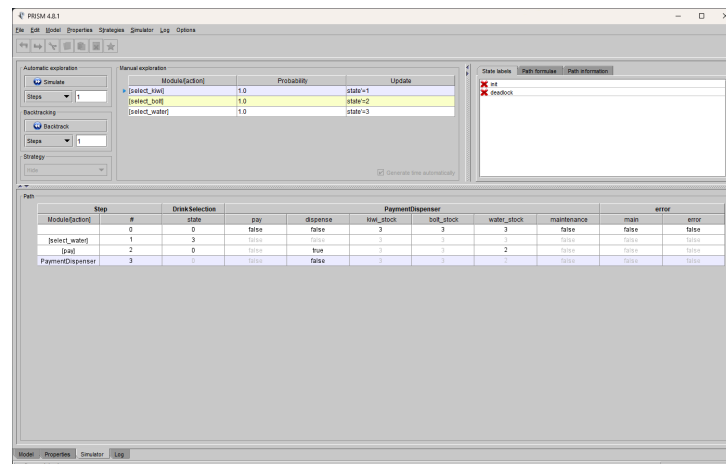 PRISM 4.8.1
File Edit Model Properties Strategies Simulator Log Options
Automatic exploration
Simulate
Steps 1
Backtracking
Backtrack
Steps 1
Strategy
Hide
Manual exploration
Module/[action] Probability Update
[select_kiwi] 1.0 state'=1
[select_bolt] 1.0 state'=2
[select_water] 1.0 state'=3
Generate time automatically
State labels Path formulae Path information
init
deadlock
Path
Step DrinkSelection PaymentDispenser error
Module/[action] # state pay dispense kiwi_stock bolt_stock water_stock maintenance main error
0 0 false false 3 3 3 false false false
[select_water] 1 3 false false 3 3 3 false false false
[pay] 2 0 false true 3 3 2 false false false
PaymentDispenser 3 0 false false 3 3 2 false false false
Model Properties Simulator Log